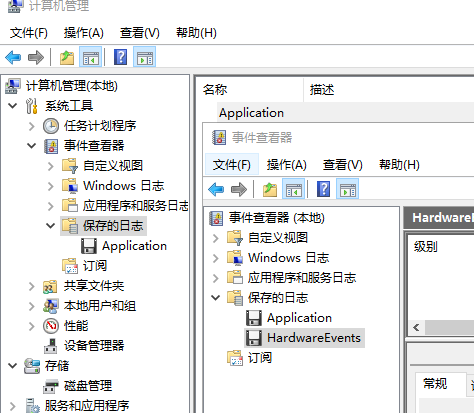 计算机管理
文件(F) 操作(A) 查看(V) 帮助(H)
计算机管理(本地)
系统工具
任务计划程序
事件查看器
自定义视图
Windows 日志
应用程序和服务日志
保存的日志
Application
订阅
共享文件夹
本地用户和组
性能
设备管理器
存储
磁盘管理
服务和应用程序
名称 描述
Application
事件查看器
文件(F) 操作(A) 查看(V) 帮助(H)
事件查看器 (本地)
自定义视图
Windows 日志
应用程序和服务日志
保存的日志
Application
HardwareEvents
订阅
Hardware
级别
常规